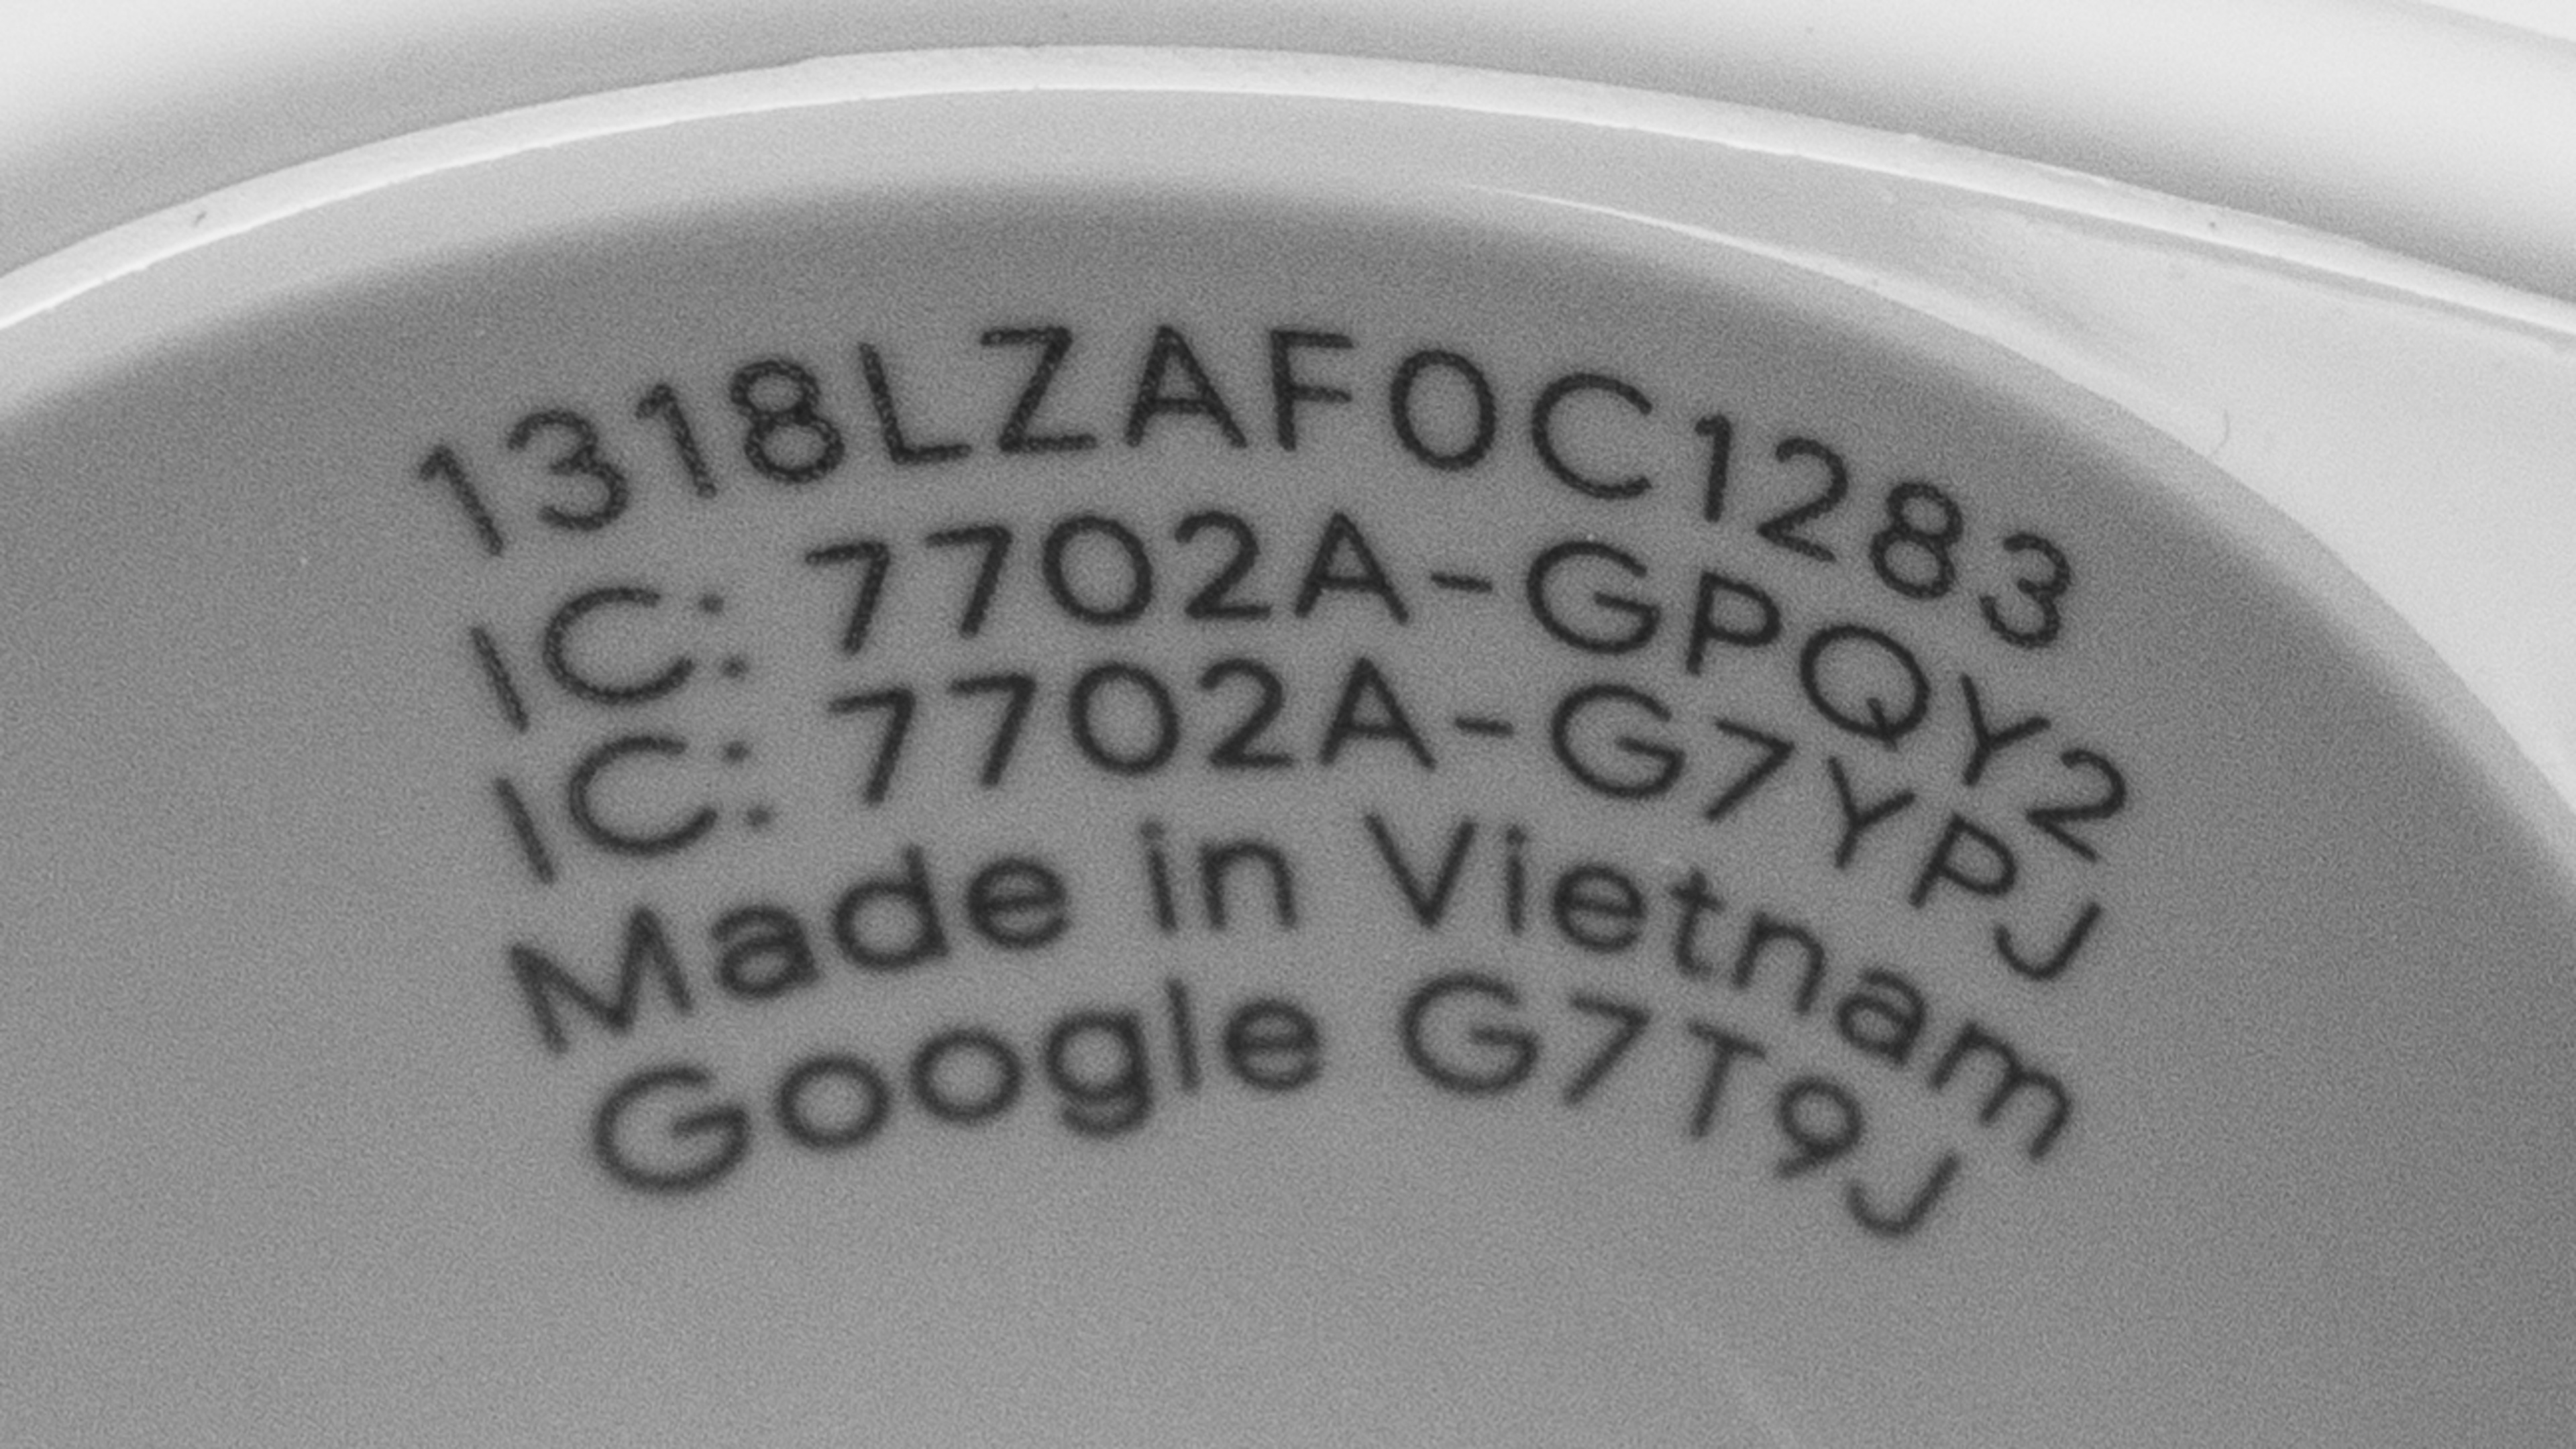 1318LZAF0C1283
IC: 7702A-GPQY2
IC: 7702A-G7YPJ
Made in Vietnam
Google G7T9J